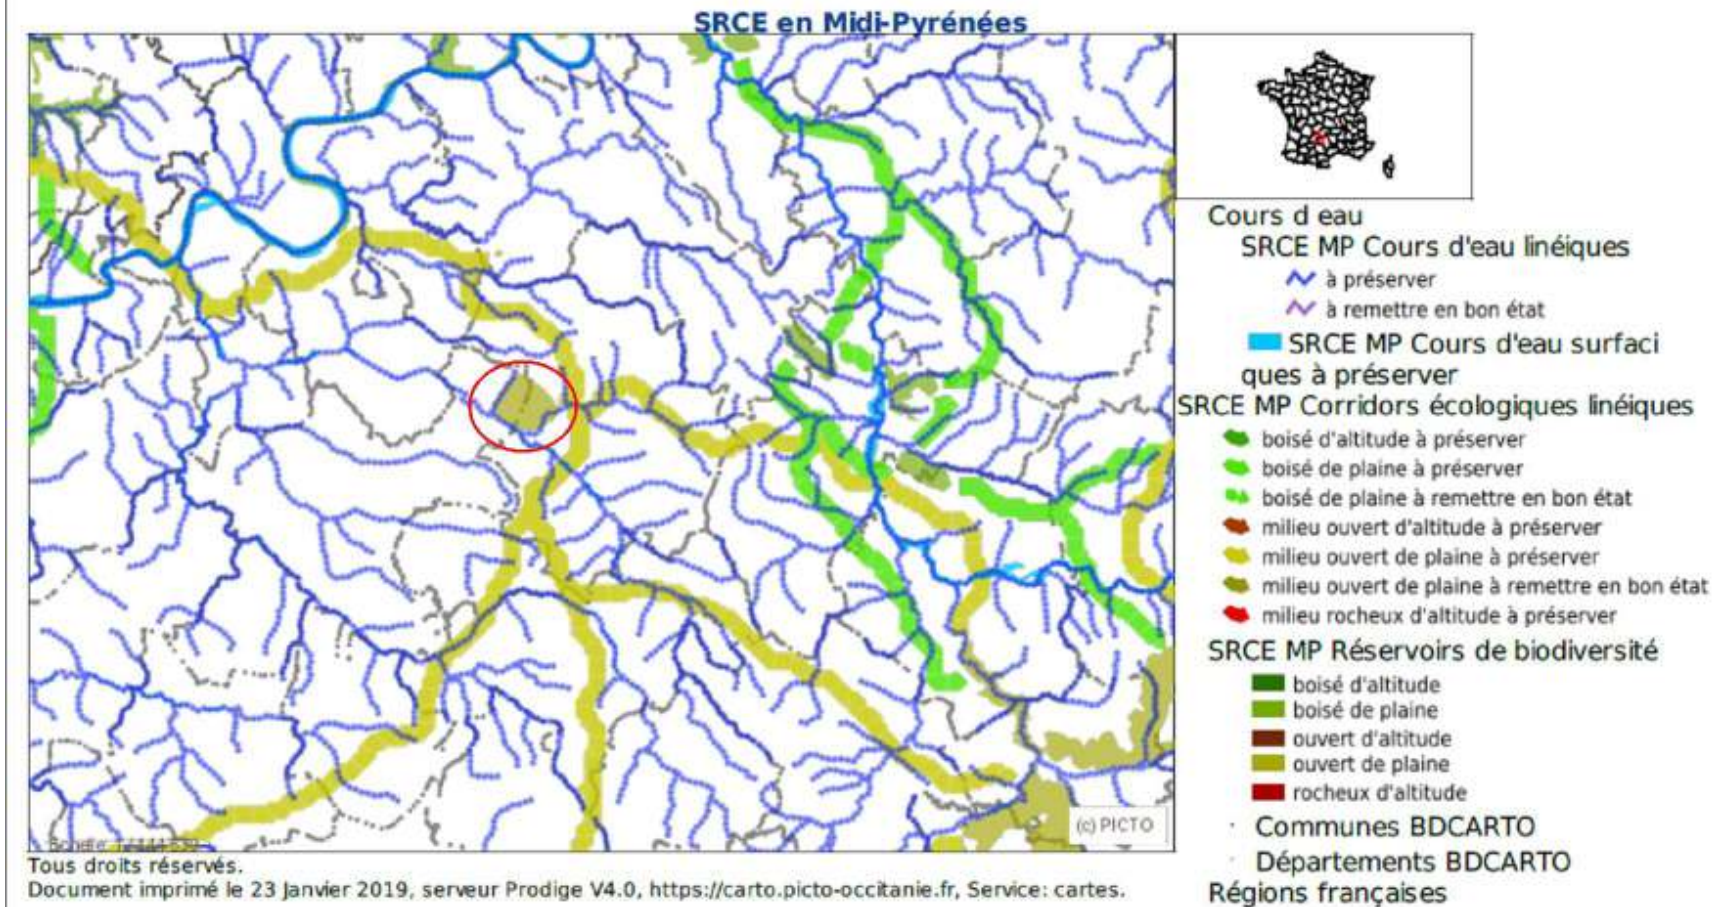 SRCE en Midi-Pyrénées
Cours d eau
SRCE MP Cours d'eau linéiques
à préserver
à remettre en bon état
SRCE MP Cours d'eau surfaci
ques à préserver
SRCE MP Corridors écologiques linéiques
boisé d'altitude à préserver
boisé de plaine à préserver
boisé de plaine à remettre en bon état
milieu ouvert d'altitude à préserver
milieu ouvert de plaine à préserver
milieu ouvert de plaine à remettre en bon état
milieu rocheux d'altitude à préserver
SRCE MP Réservoirs de biodiversité
boisé d'altitude
boisé de plaine
ouvert d'altitude
ouvert de plaine
rocheux d'altitude
Communes BDCARTO
Départements BDCARTO
Régions françaises
(c) PICTO
Tous droits réservés.
Document imprimé le 23 Janvier 2019, serveur Prodige V4.0, https://carto.picto-occitanie.fr, Service: cartes.